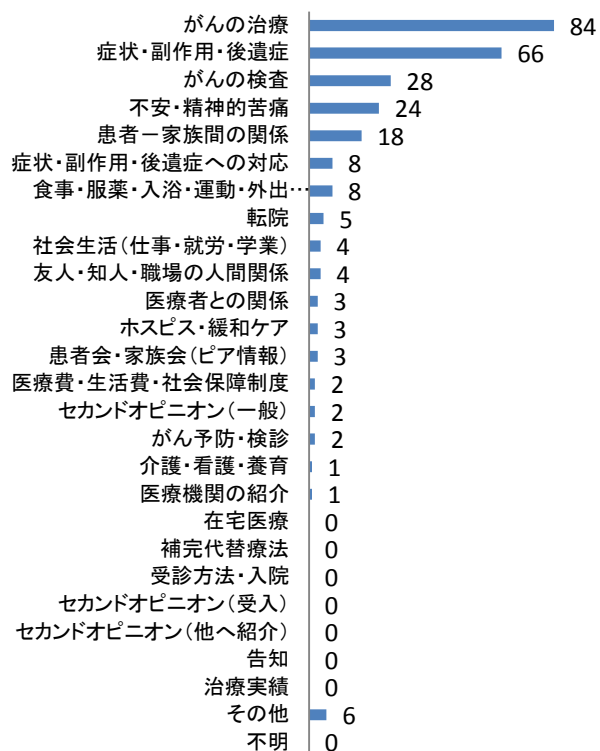 がんの治療 84
症状・副作用・後遺症 66
がんの検査 28
不安・精神的苦痛 24
患者－家族間の関係 18
症状・副作用・後遺症への対応 8
食事・服薬・入浴・運動・外出… 8
転院 5
社会生活（仕事・就労・学業） 4
友人・知人・職場の人間関係 4
医療者との関係 3
ホスピス・緩和ケア 3
患者会・家族会（ピア情報） 3
医療費・生活費・社会保障制度 2
セカンドオピニオン（一般） 2
がん予防・検診 2
介護・看護・養育 1
医療機関の紹介 1
在宅医療 0
補完代替療法 0
受診方法・入院 0
セカンドオピニオン（受入） 0
セカンドオピニオン（他へ紹介） 0
告知 0
治療実績 0
その他 6
不明 0